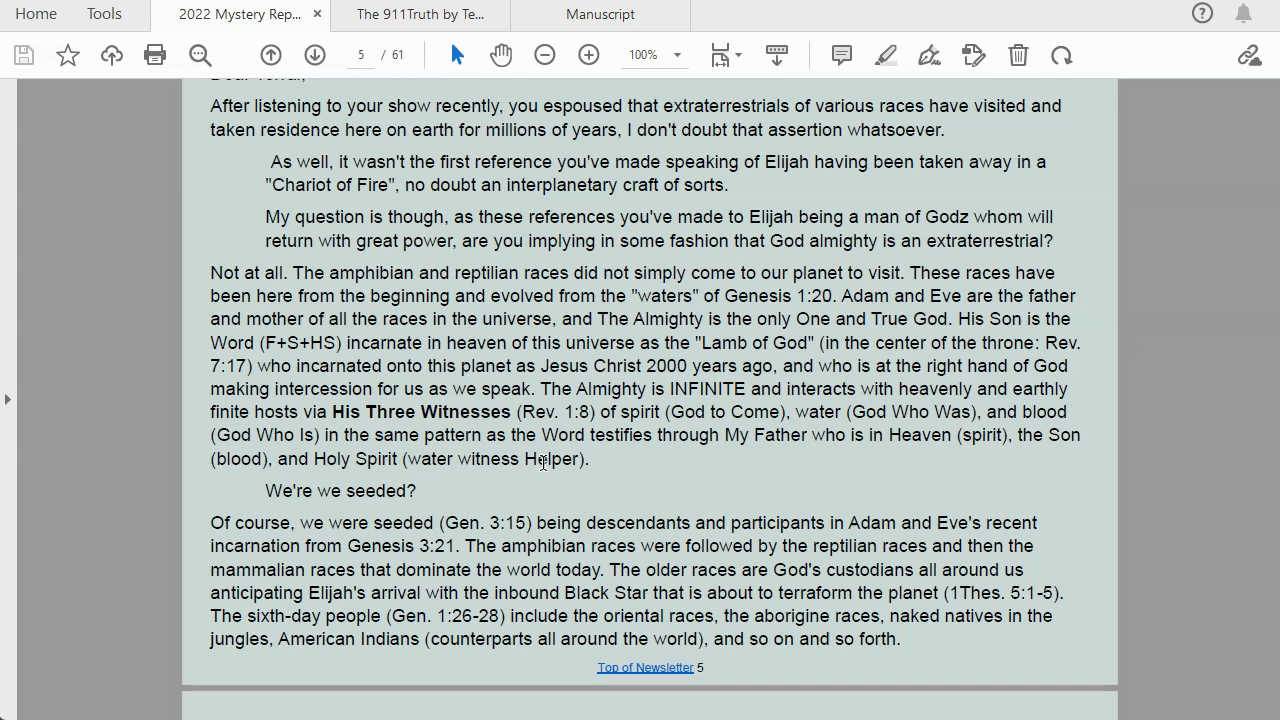 Home Tools 2022 Mystery Rep... × The 911Truth by Te... Manuscript
5 / 61 100%
After listening to your show recently, you espoused that extraterrestrials of various races have visited and
taken residence here on earth for millions of years, I don't doubt that assertion whatsoever.
As well, it wasn't the first reference you've made speaking of Elijah having been taken away in a
"Chariot of Fire", no doubt an interplanetary craft of sorts.
My question is though, as these references you've made to Elijah being a man of Godz whom will
return with great power, are you implying in some fashion that God almighty is an extraterrestrial?
Not at all. The amphibian and reptilian races did not simply come to our planet to visit. These races have
been here from the beginning and evolved from the "waters" of Genesis 1:20. Adam and Eve are the father
and mother of all the races in the universe, and The Almighty is the only One and True God. His Son is the
Word (F+S+HS) incarnate in heaven of this universe as the "Lamb of God" (in the center of the throne: Rev.
7:17) who incarnated onto this planet as Jesus Christ 2000 years ago, and who is at the right hand of God
making intercession for us as we speak. The Almighty is INFINITE and interacts with heavenly and earthly
finite hosts via His Three Witnesses (Rev. 1:8) of spirit (God to Come), water (God Who Was), and blood
(God Who Is) in the same pattern as the Word testifies through My Father who is in Heaven (spirit), the Son
(blood), and Holy Spirit (water witness Helper).
We're we seeded?
Of course, we were seeded (Gen. 3:15) being descendants and participants in Adam and Eve's recent
incarnation from Genesis 3:21. The amphibian races were followed by the reptilian races and then the
mammalian races that dominate the world today. The older races are God's custodians all around us
anticipating Elijah's arrival with the inbound Black Star that is about to terraform the planet (1Thes. 5:1-5).
The sixth-day people (Gen. 1:26-28) include the oriental races, the aborigine races, naked natives in the
jungles, American Indians (counterparts all around the world), and so on and so forth.
Top of Newsletter 5